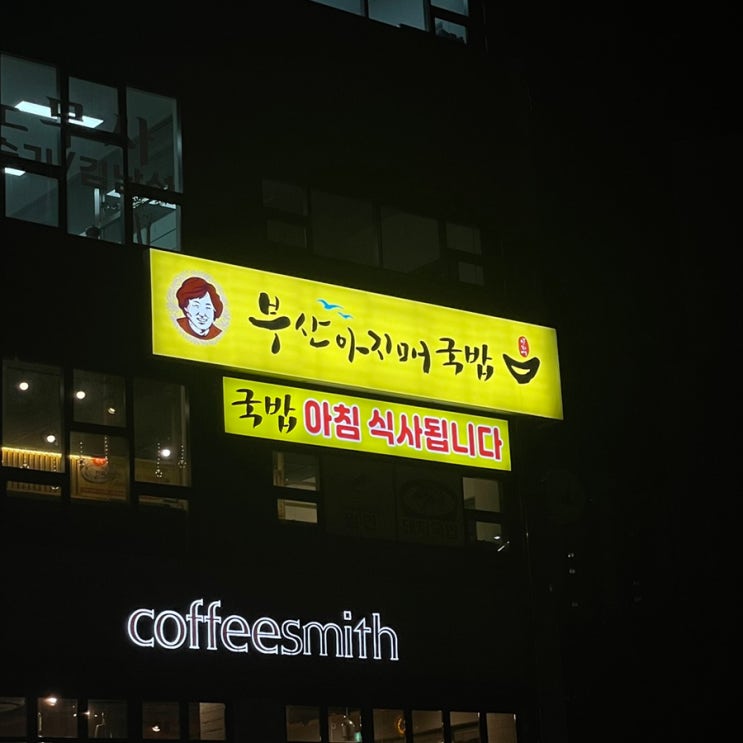 부산아지매국밥
국밥 아침 식사됩니다
coffeesmith